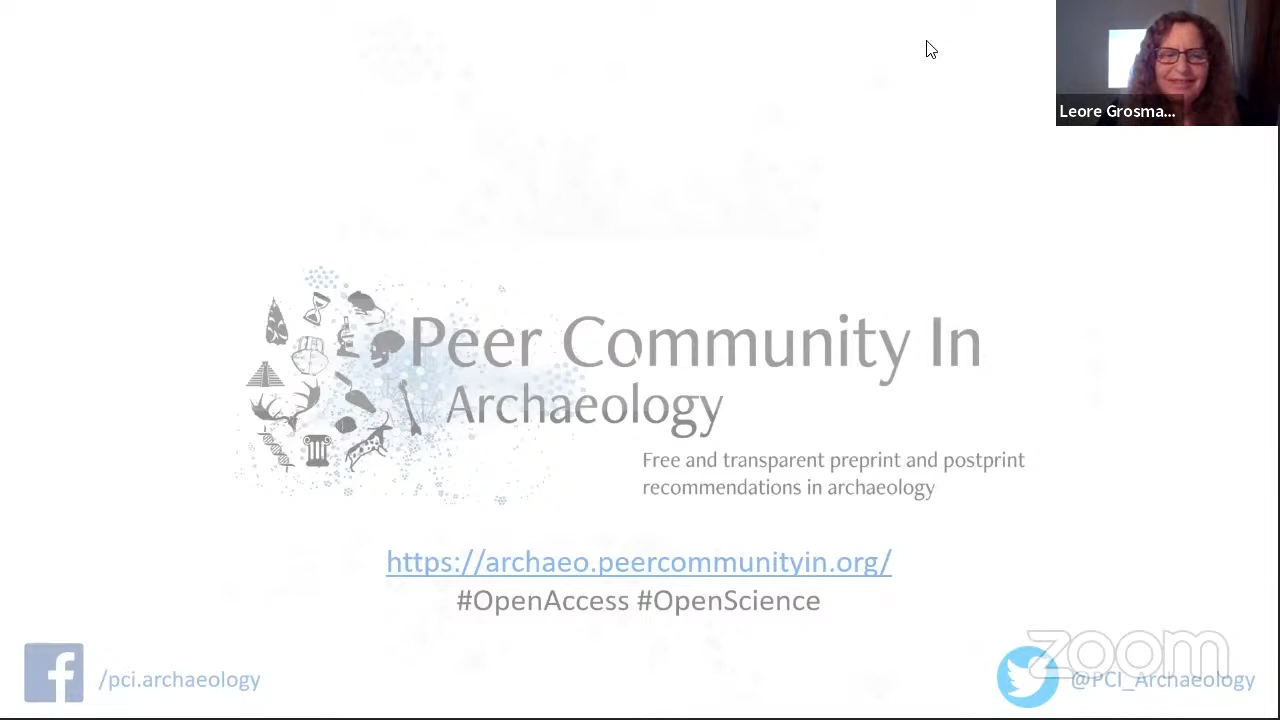 Leore Grosma...
Peer Community In
Archaeology
Free and transparent preprint and postprint
recommendations in archaeology
https://archaeo.peercommunityin.org/
#OpenAccess #OpenScience
zoom
/pci.archaeology
@PCI_Archaeology